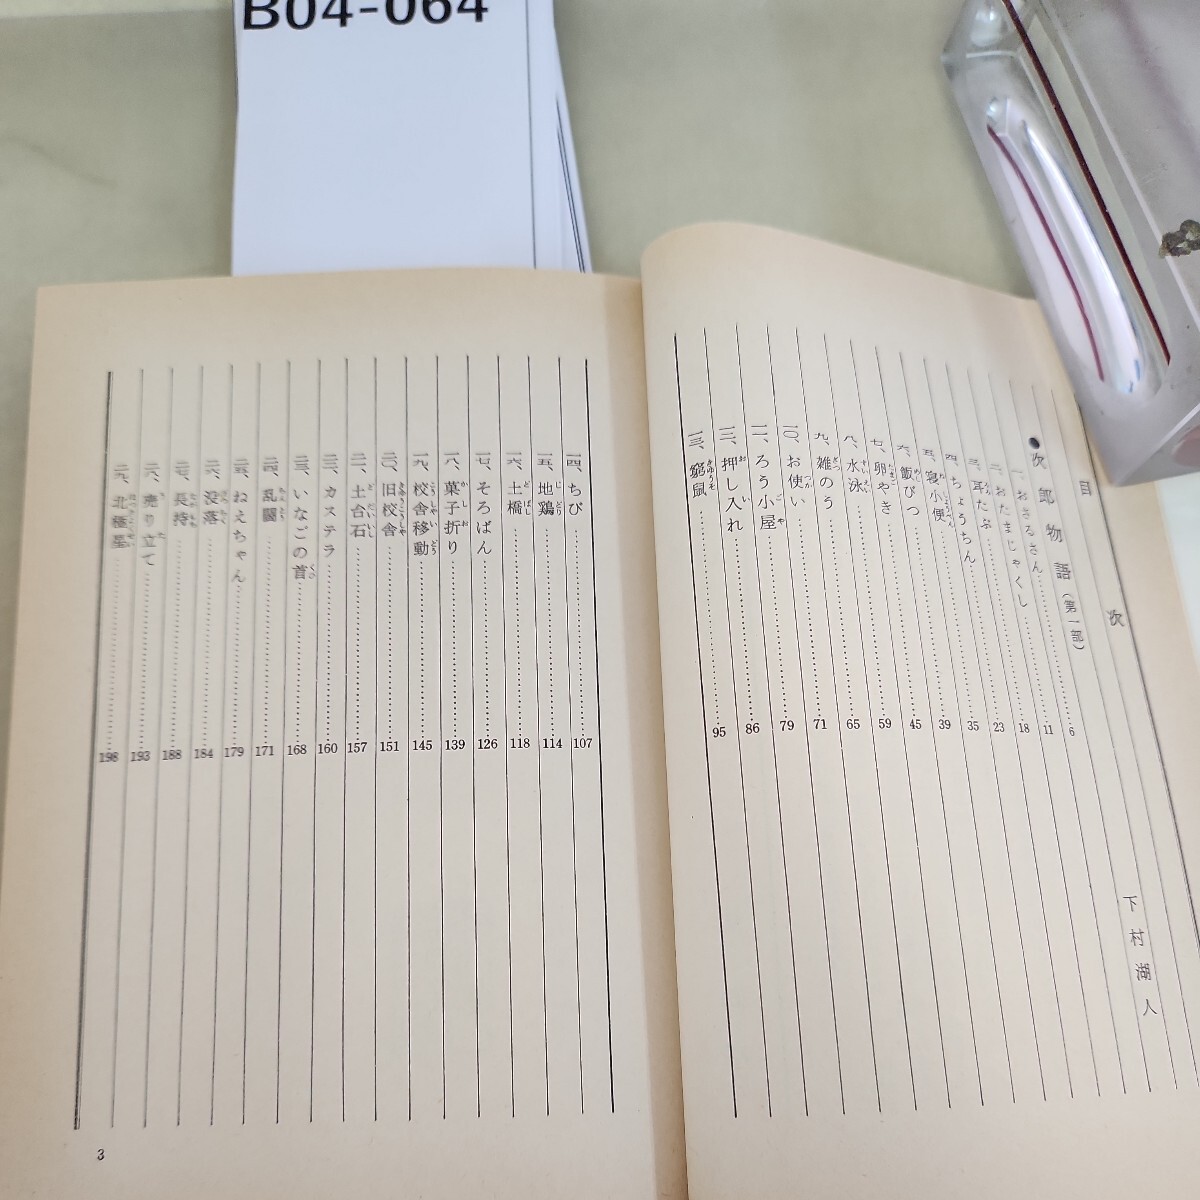 B04-064
目次
下村湖人
●次郎物語（第一部）……6
一、おさるさん……11
二、おたまじゃくし……18
三、耳たぶ……23
四、ちょうちん……35
五、寝小便……39
六、飯びつ……45
七、卵やき……59
八、水泳……65
九、雑のう……71
一〇、お使い……79
一一、ろう小屋……86
一二、押し入れ……95
一三、窮鼠
一四、ちび……107
一五、地鶏……114
一六、土橋……118
一七、そろばん……126
一八、菓子折り……139
一九、校舎移動……145
二〇、旧校舎……151
二一、土台石……157
二二、カステラ……160
二三、いなごの首……168
二四、乱闘……171
二五、ねえちゃん……179
二六、没落……184
二七、長持……188
二八、売り立て……193
二九、北極星……198
3